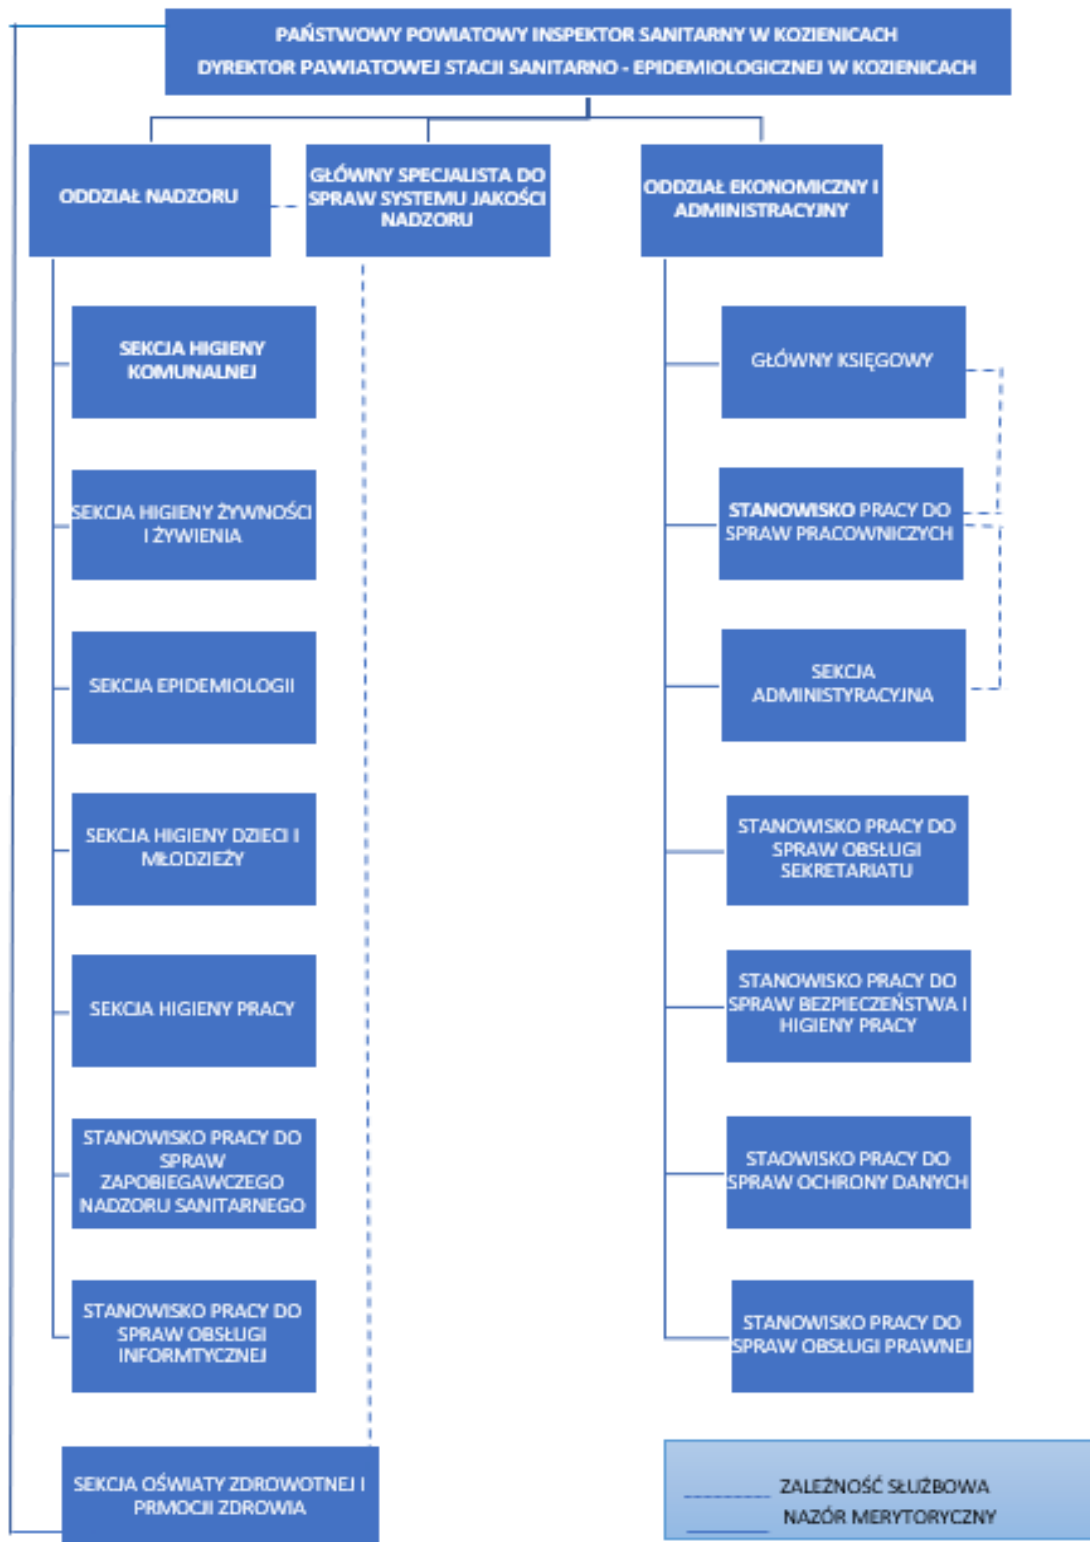 PAŃSTWOWY POWIATOWY INSPEKTOR SANITARNY W KOZIENICACH
DYREKTOR PAWIATOWEJ STACJI SANITARNO - EPIDEMIOLOGICZNEJ W KOZIENICACH
ODDZIAŁ NADZORU
GŁÓWNY SPECJALISTA DO
SPRAW SYSTEMU JAKOŚCI
NADZORU
ODDZIAŁ EKONOMICZNY I
ADMINISTRACYJNY
SEKCJA HIGIENY
KOMUNALNEJ
SEKCJA HIGIENY ŻYWNOŚCI
I ŻYWIENIA
SEKCJA EPIDEMIOLOGII
SEKCJA HIGIENY DZIECI I
MŁODZIEŻY
SEKCJA HIGIENY PRACY
STANOWISKO PRACY DO
SPRAW
ZAPOBIEGAWCZEGO
NADZORU SANITARNEGO
STANOWISKO PRACY DO
SPRAW OBSŁUGI
INFORMTYCZNEJ
SEKCJA OŚWIATY ZDROWOTNEJ I
PRMOCJI ZDROWIA
GŁÓWNY KSIĘGOWY
STANOWISKO PRACY DO
SPRAW PRACOWNICZYCH
SEKCJA
ADMINISTYRACYJNA
STANOWISKO PRACY DO
SPRAW OBSŁUGI
SEKRETARIATU
STANOWISKO PRACY DO
SPRAW BEZPIECZEŃSTWA I
HIGIENY PRACY
STAOWISKO PRACY DO
SPRAW OCHRONY DANYCH
STANOWISKO PRACY DO
SPRAW OBSŁUGI PRAWNEJ
ZALEŻNOŚĆ SŁUŻBOWA
NAZÓR MERYTORYCZNY